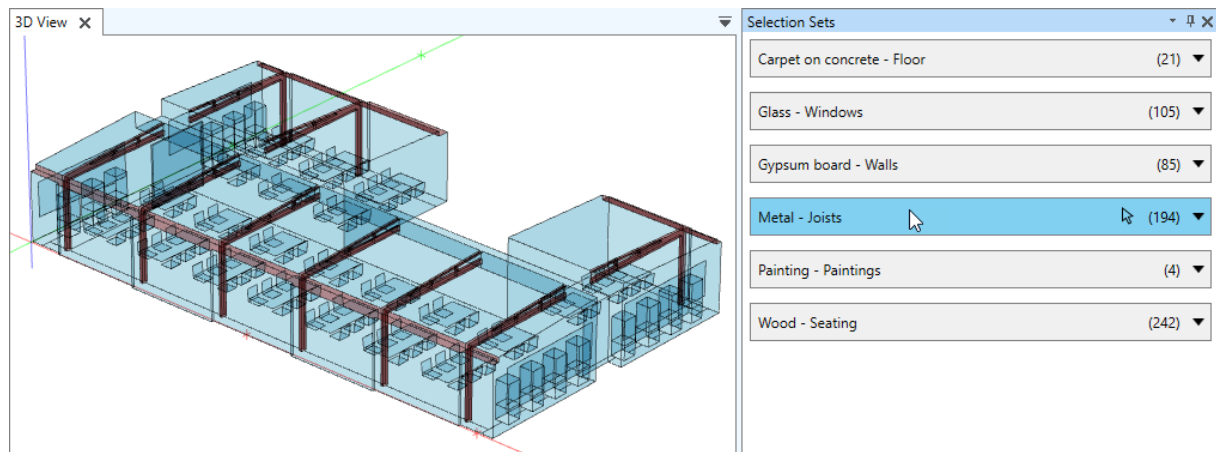 3D View
Selection Sets
Carpet on concrete - Floor (21)
Glass - Windows (105)
Gypsum board - Walls (85)
Metal - Joists (194)
Painting - Paintings (4)
Wood - Seating (242)